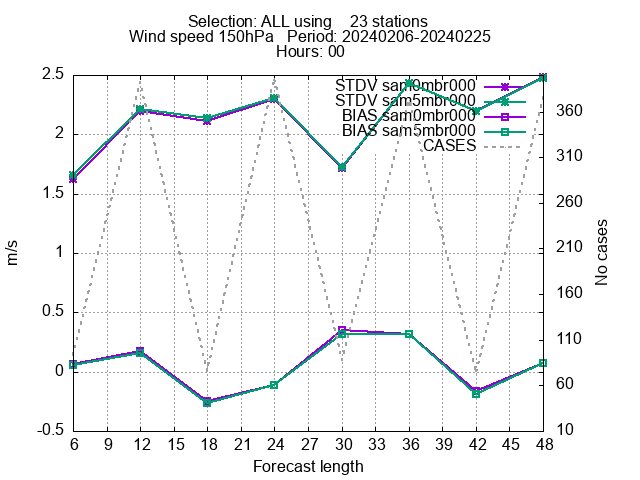 Selection: ALL using 23 stations
Wind speed 150hPa Period: 20240206-20240225
Hours: 00
STDV sam0mbr000
STDV sam5mbr000
BIAS sam0mbr000
BIAS sam5mbr000
CASES
2.5
2
1.5
1
0.5
0
-0.5
m/s
360
310
260
210
160
110
60
10
No cases
6 9 12 15 18 21 24 27 30 33 36 39 42 45 48
Forecast length